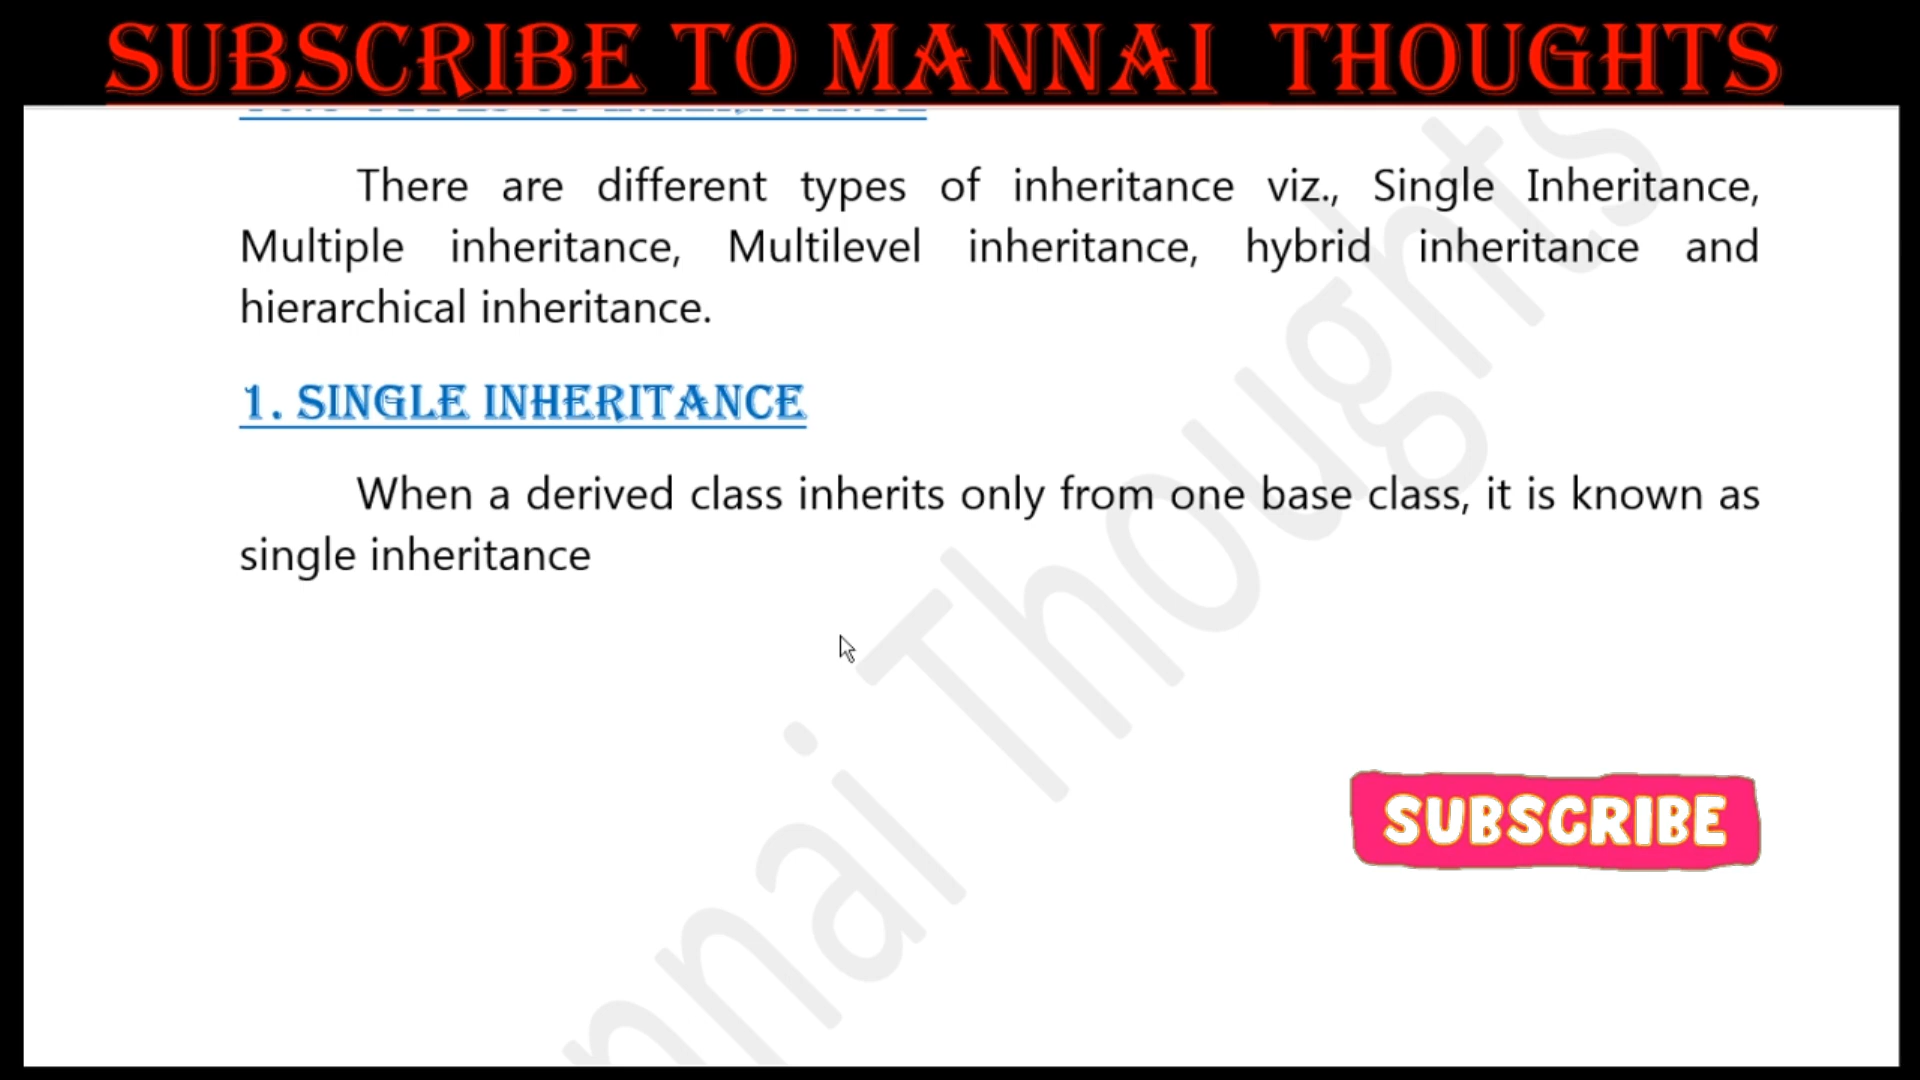 SUBSCRIBE TO MANNAI THOUGHTS
There are different types of inheritance viz., Single Inheritance,
Multiple inheritance, Multilevel inheritance, hybrid inheritance and
hierarchical inheritance.
1. SINGLE INHERITANCE
When a derived class inherits only from one base class, it is known as
single inheritance
SUBSCRIBE
Thoughts